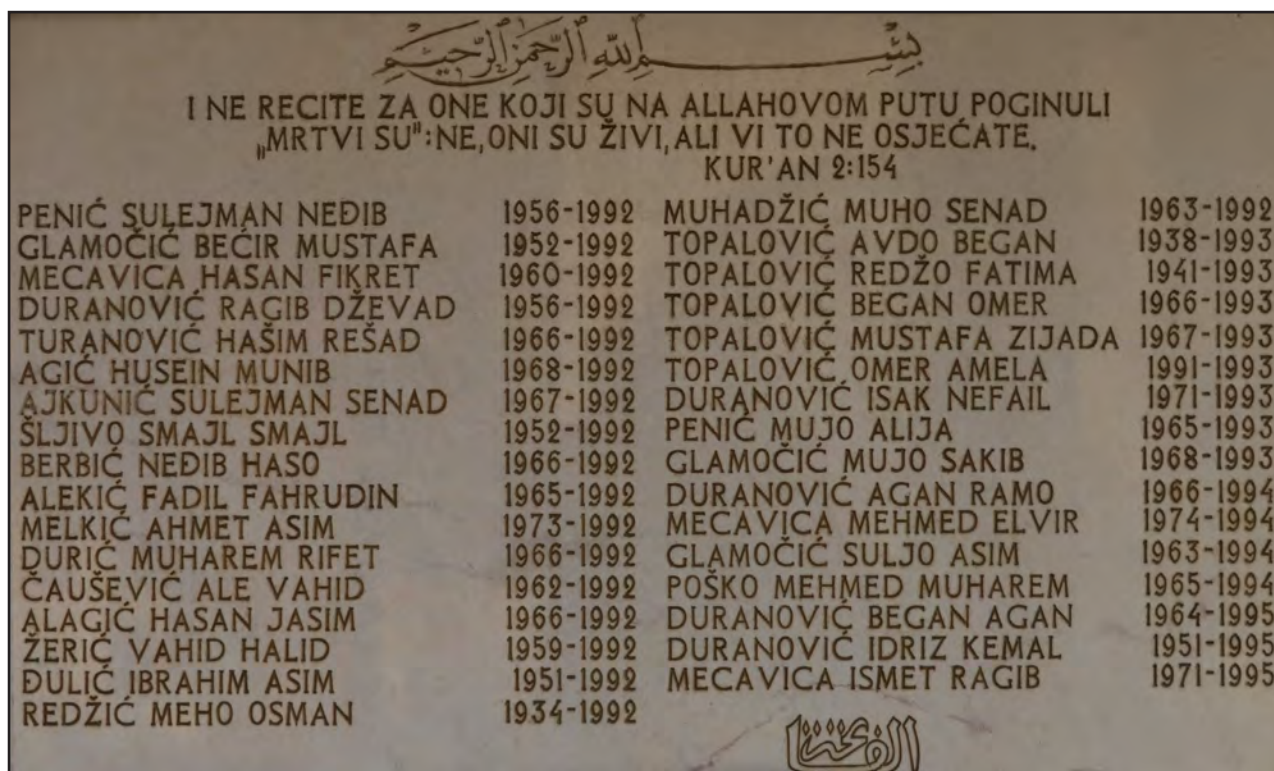 بِسْمِ اللَّهِ الرَّحْمَٰنِ الرَّحِيمِ
I NE RECITE ZA ONE KOJI SU NA ALLAHOVOM PUTU POGINULI
„MRTVI SU": NE, ONI SU ŽIVI, ALI VI TO NE OSJEĆATE.
KUR'AN 2:154
PENIĆ SULEJMAN NEĐIB 1956-1992
GLAMOČIĆ BEĆIR MUSTAFA 1952-1992
MECAVICA HASAN FIKRET 1960-1992
DURANOVIĆ RAGIB DŽEVAD 1956-1992
TURANOVIĆ HAŠIM REŠAD 1966-1992
AGIĆ HUSEIN MUNIB 1968-1992
AJKUNIĆ SULEJMAN SENAD 1967-1992
ŠLJIVO SMAJL SMAJL 1952-1992
BERBIĆ NEĐIB HASO 1966-1992
ALEKIĆ FADIL FAHRUDIN 1965-1992
MELKIĆ AHMET ASIM 1973-1992
DURIĆ MUHAREM RIFET 1966-1992
ČAUŠEVIĆ ALE VAHID 1962-1992
ALAGIĆ HASAN JASIM 1966-1992
ŽERIĆ VAHID HALID 1959-1992
ĐULIĆ IBRAHIM ASIM 1951-1992
REDŽIĆ MEHO OSMAN 1934-1992
MUHADŽIĆ MUHO SENAD 1963-1992
TOPALOVIĆ AVDO BEGAN 1938-1993
TOPALOVIĆ REDŽO FATIMA 1941-1993
TOPALOVIĆ BEGAN OMER 1966-1993
TOPALOVIĆ MUSTAFA ZIJADA 1967-1993
TOPALOVIĆ OMER AMELA 1991-1993
DURANOVIĆ ISAK NEFAIL 1971-1993
PENIĆ MUJO ALIJA 1965-1993
GLAMOČIĆ MUJO SAKIB 1968-1993
DURANOVIĆ AGAN RAMO 1966-1994
MECAVICA MEHMED ELVIR 1974-1994
GLAMOČIĆ SULJO ASIM 1963-1994
POŠKO MEHMED MUHAREM 1965-1994
DURANOVIĆ BEGAN AGAN 1964-1995
DURANOVIĆ IDRIZ KEMAL 1951-1995
MECAVICA ISMET RAGIB 1971-1995
الفاتحة